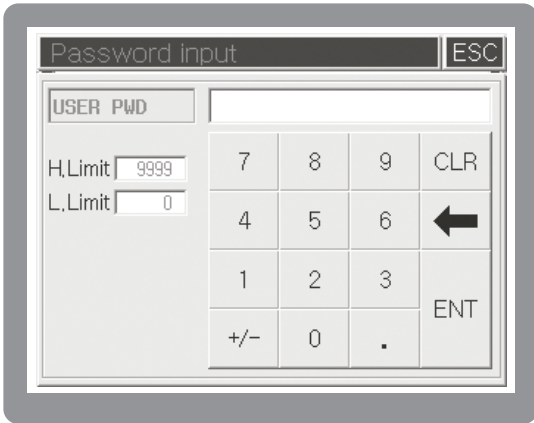 Password input ESC
USER PWD
H.Limit 9999
L.Limit 0
7 8 9 CLR
4 5 6 ←
1 2 3
ENT
+/- 0 .